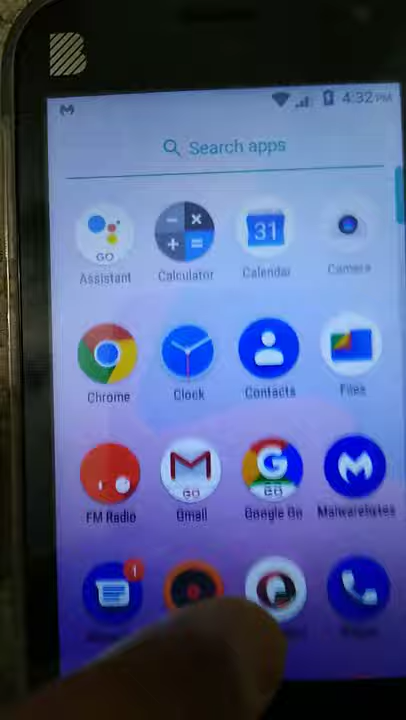 4:32 PM
Search apps
GO
31
Assistant
Calculator
Calendar
Camera
Chrome
Clock
Contacts
Files
GO
GO
FM Radio
Gmail
Google Go
Malwarebytes
1